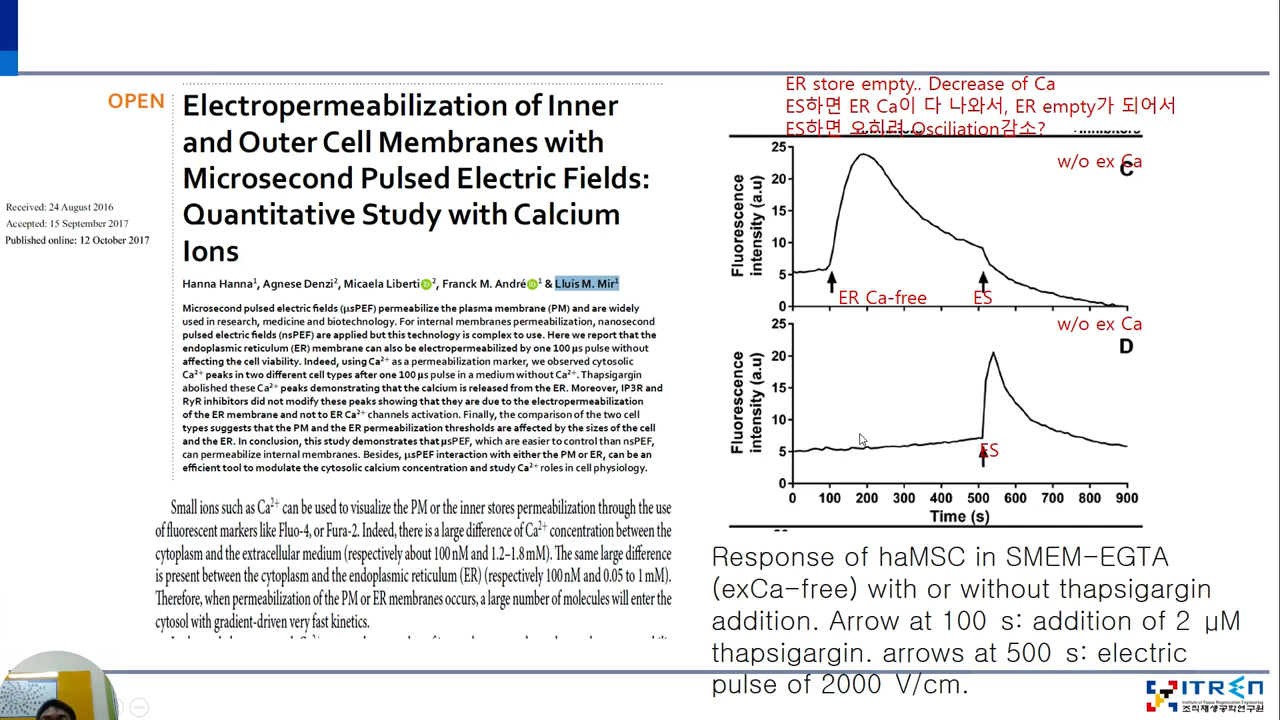 OPEN
Electropermeabilization of Inner
and Outer Cell Membranes with
Microsecond Pulsed Electric Fields:
Quantitative Study with Calcium
Ions
Received: 24 August 2016
Accepted: 15 September 2017
Published online: 12 October 2017
Hanna Hanna1, Agnese Denzi2, Micaela Liberti2, Franck M. André1 & Lluis M. Mir1
Microsecond pulsed electric fields (µsPEF) permeabilize the plasma membrane (PM) and are widely
used in research, medicine and biotechnology. For internal membranes permeabilization, nanosecond
pulsed electric fields (nsPEF) are applied but this technology is complex to use. Here we report that the
endoplasmic reticulum (ER) membrane can also be electropermeabilized by one 100 µs pulse without
affecting the cell viability. Indeed, using Ca2+ as a permeabilization marker, we observed cytosolic
Ca2+ peaks in two different cell types after one 100 µs pulse in a medium without Ca2+. Thapsigargin
abolished these Ca2+ peaks demonstrating that the calcium is released from the ER. Moreover, IP3R and
RyR inhibitors did not modify these peaks showing that they are due to the electropermeabilization
of the ER membrane and not to ER Ca2+ channels activation. Finally, the comparison of the two cell
types suggests that the PM and the ER permeabilization thresholds are affected by the sizes of the cell
and the ER. In conclusion, this study demonstrates that µsPEF, which are easier to control than nsPEF,
can permeabilize internal membranes. Besides, µsPEF interaction with either the PM or ER, can be an
efficient tool to modulate the cytosolic calcium concentration and study Ca2+ roles in cell physiology.
Small ions such as Ca2+ can be used to visualize the PM or the inner stores permeabilization through the use
of fluorescent markers like Fluo-4, or Fura-2. Indeed, there is a large difference of Ca2+ concentration between the
cytoplasm and the extracellular medium (respectively about 100 nM and 1.2–1.8 mM). The same large difference
is present between the cytoplasm and the endoplasmic reticulum (ER) (respectively 100 nM and 0.05 to 1 mM).
Therefore, when permeabilization of the PM or ER membranes occurs, a large number of molecules will enter the
cytosol with gradient-driven very fast kinetics.
ER store empty.. Decrease of Ca
ES하면 ER Ca이 다 나와서, ER empty가 되어서
ES하면 오히려 Osciliation감소?
w/o ex Ca
C
Fluorescence
intensity (a.u)
25
20
15
10
5
0
ER Ca-free
ES
w/o ex Ca
D
Fluorescence
intensity (a.u)
25
20
15
10
5
0
ES
0 100 200 300 400 500 600 700 800 900
Time (s)
Response of haMSC in SMEM-EGTA
(exCa-free) with or without thapsigargin
addition. Arrow at 100 s: addition of 2 µM
thapsigargin. arrows at 500 s: electric
pulse of 2000 V/cm.
ITREN
Institute of Tissue Regeneration Engineering
조직재생공학연구원